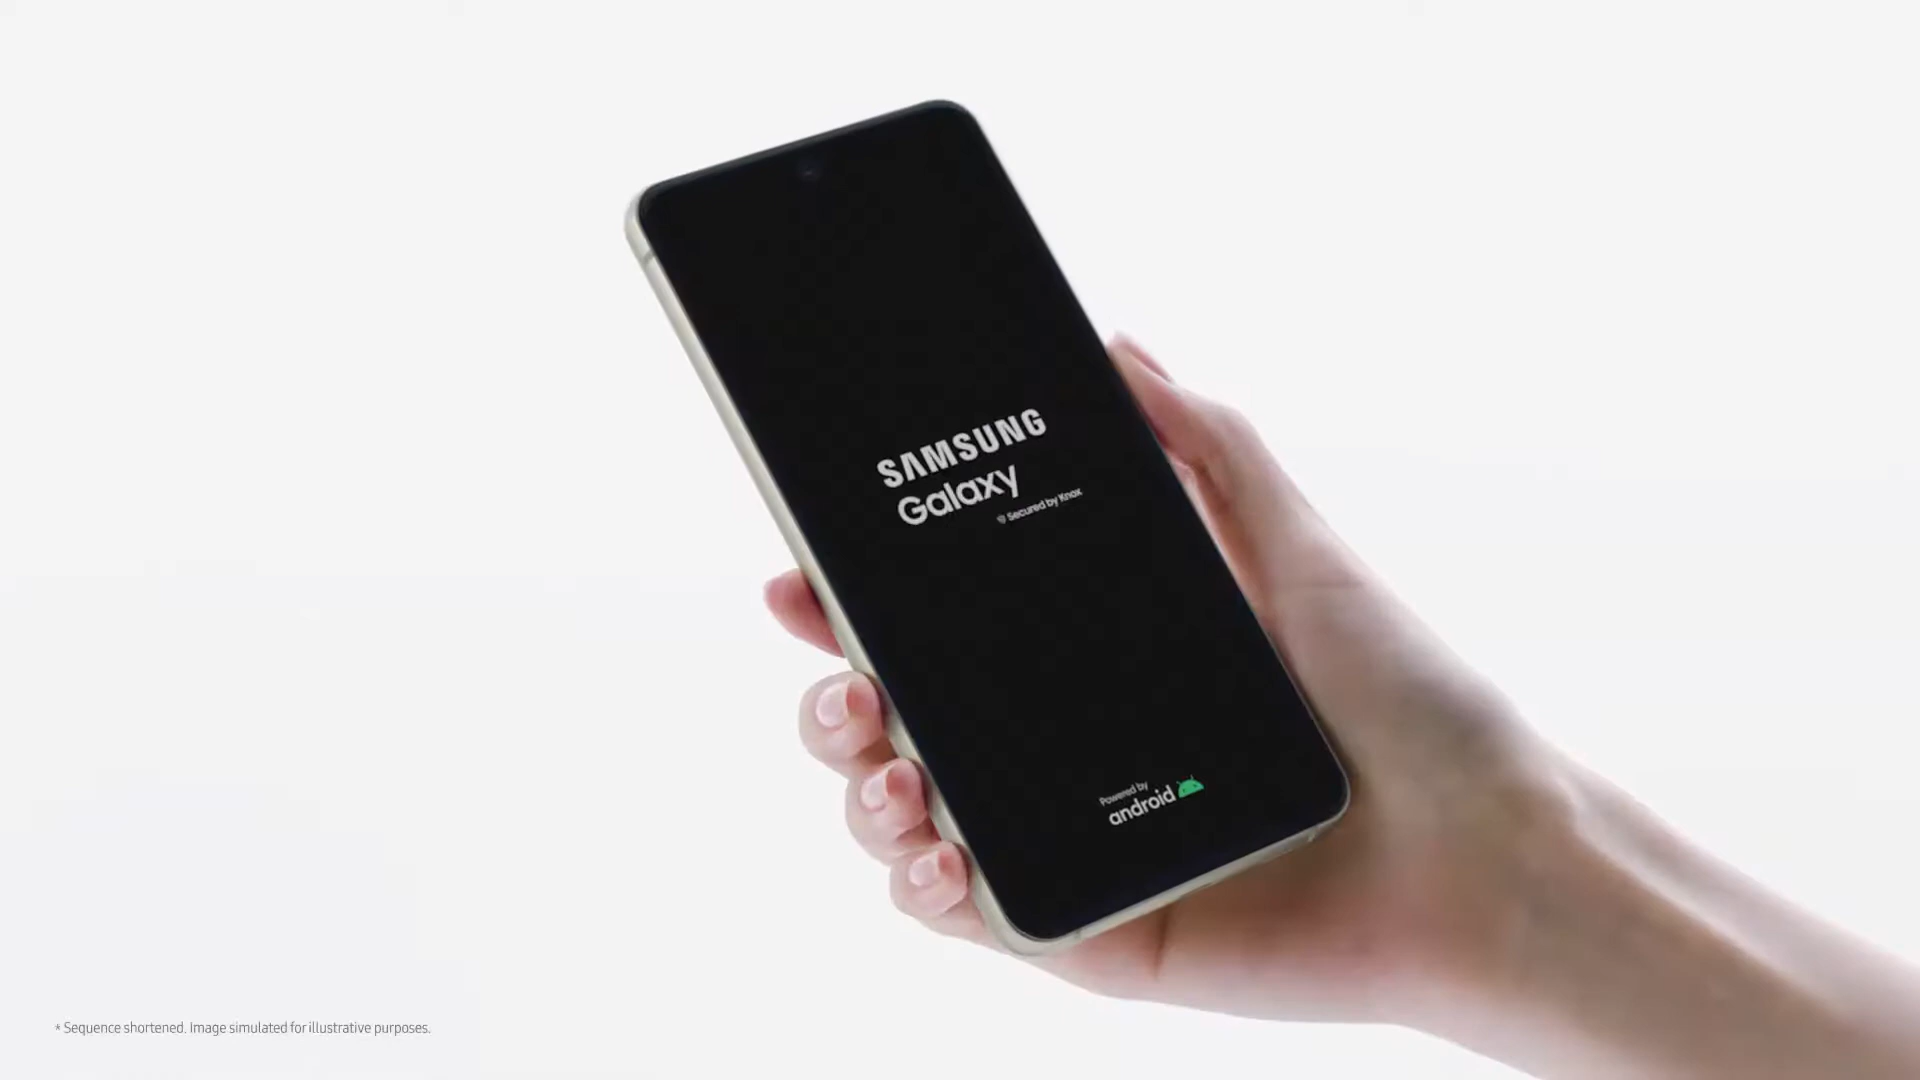 SAMSUNG
Galaxy
Secured by Knox
Powered by
android
* Sequence shortened. Image simulated for illustrative purposes.